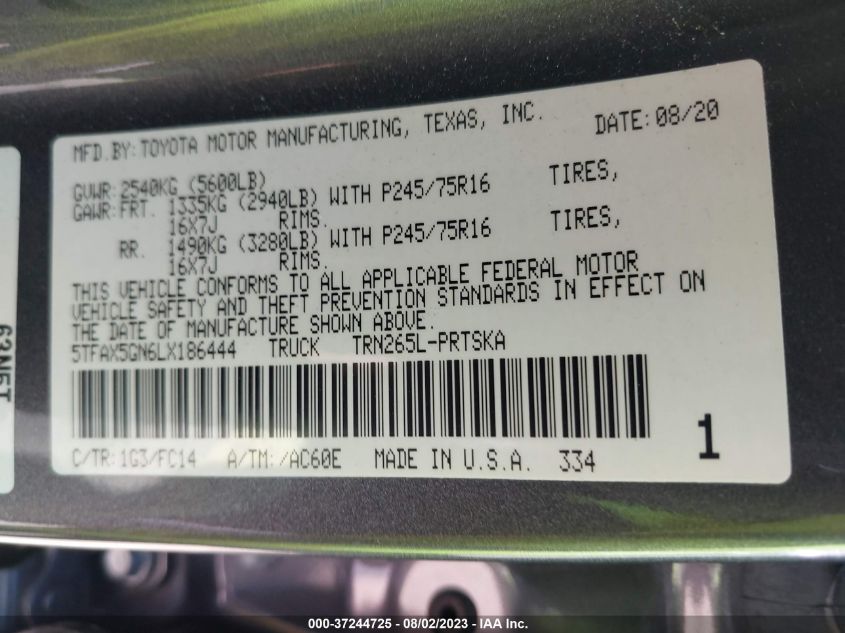 MFD.BY:TOYOTA MOTOR MANUFACTURING, TEXAS, INC. DATE:08/20
GVWR:2540KG (5600LB)
GAWR:FRT. 1335KG (2940LB) WITH P245/75R16 TIRES,
16X7J RIMS.
RR. 1490KG (3280LB) WITH P245/75R16 TIRES,
16X7J RIMS.
THIS VEHICLE CONFORMS TO ALL APPLICABLE FEDERAL MOTOR
VEHICLE SAFETY AND THEFT PREVENTION STANDARDS IN EFFECT ON
THE DATE OF MANUFACTURE SHOWN ABOVE.
5TFAX5GN6LX186444 TRUCK TRN265L-PRTSKA
1
C/TR:1G3/FC14 A/TM:/AC60E MADE IN U.S.A. 334
63N5T
000-37244725 - 08/02/2023 - IAA Inc.